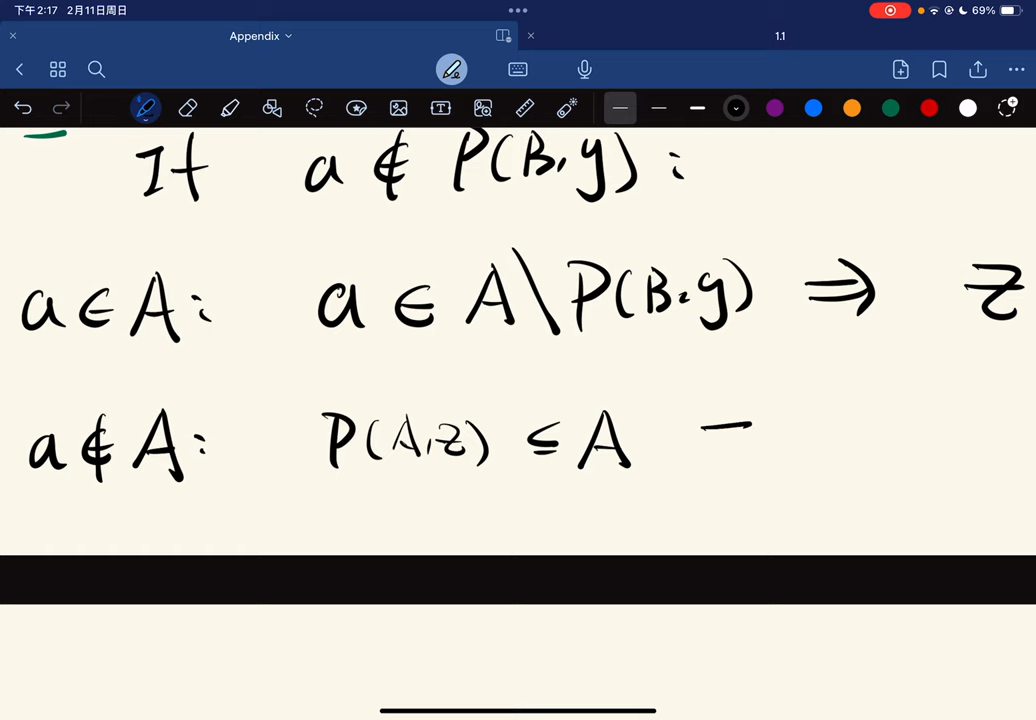 下午2:17 2月11日周日 69%
Appendix 1.1
If a ∉ P(B,y) :
a ∈ A : a ∈ A \ P(B,y) ⇒ z
a ∉ A : P(A,z) ⊆ A —